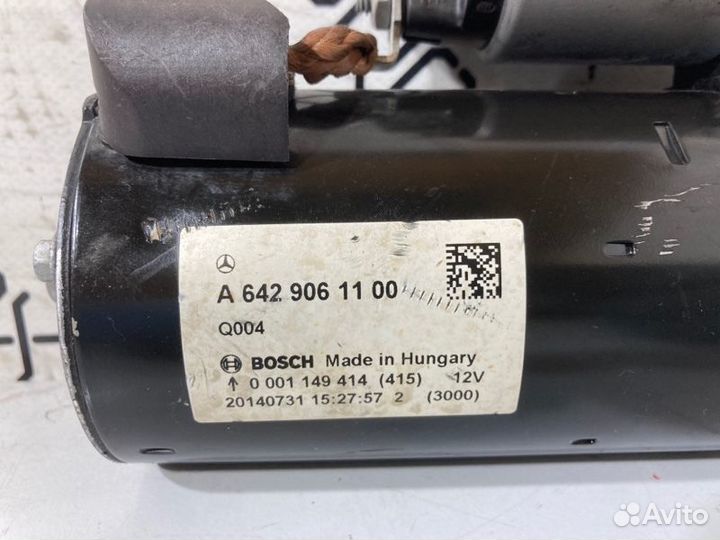 A 642 906 11 00
Q004
BOSCH Made in Hungary
↑ 0 001 149 414 (415) 12V
20140731 15:27:57 2 (3000)
Avito